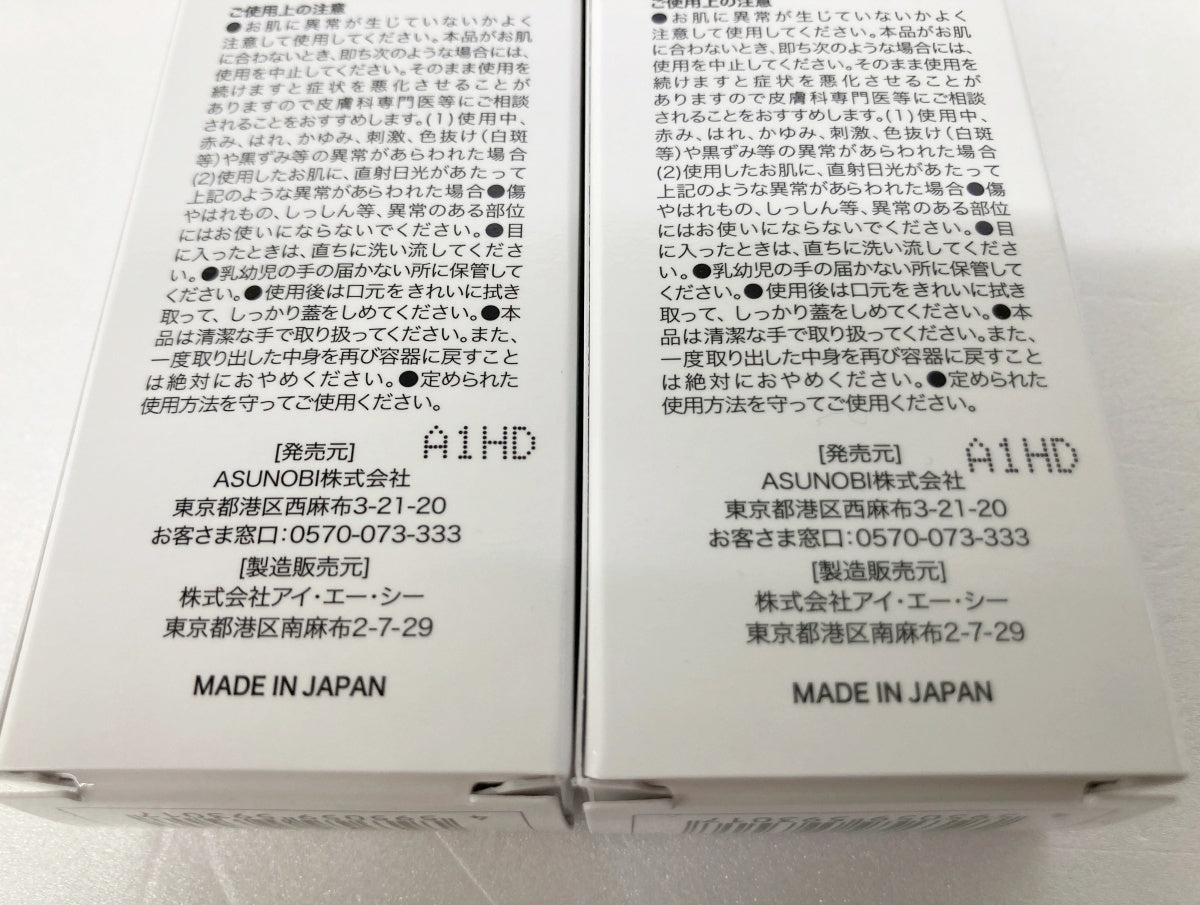 ご使用上の注意
●お肌に異常が生じていないかよく
注意して使用してください。本品がお肌
に合わないとき、即ち次のような場合には、
使用を中止してください。そのまま使用を
続けますと症状を悪化させることが
ありますので皮膚科専門医等にご相談
されることをおすすめします。(1)使用中、
赤み、はれ、かゆみ、刺激、色抜け(白斑
等)や黒ずみ等の異常があらわれた場合
(2)使用したお肌に、直射日光があたって
上記のような異常があらわれた場合●傷
やはれもの、しっしん等、異常のある部位
にはお使いにならないでください。●目
に入ったときは、直ちに洗い流してくださ
い。●乳幼児の手の届かない所に保管して
ください。●使用後は口元をきれいに拭き
取って、しっかり蓋をしめてください。●本
品は清潔な手で取り扱ってください。また、
一度取り出した中身を再び容器に戻すこと
は絶対におやめください。●定められた
使用方法を守ってご使用ください。
A1HD
[発売元]
ASUNOBI株式会社
東京都港区西麻布3-21-20
お客さま窓口:0570-073-333
[製造販売元]
株式会社アイ・エー・シー
東京都港区南麻布2-7-29
MADE IN JAPAN
ご使用上の注意
●お肌に異常が生じていないかよく
注意して使用してください。本品がお肌
に合わないとき、即ち次のような場合には、
使用を中止してください。そのまま使用を
続けますと症状を悪化させることが
ありますので皮膚科専門医等にご相談
されることをおすすめします。(1)使用中、
赤み、はれ、かゆみ、刺激、色抜け(白斑
等)や黒ずみ等の異常があらわれた場合
(2)使用したお肌に、直射日光があたって
上記のような異常があらわれた場合●傷
やはれもの、しっしん等、異常のある部位
にはお使いにならないでください。●目
に入ったときは、直ちに洗い流してくださ
い。●乳幼児の手の届かない所に保管して
ください。●使用後は口元をきれいに拭き
取って、しっかり蓋をしめてください。●本
品は清潔な手で取り扱ってください。また、
一度取り出した中身を再び容器に戻すこと
は絶対におやめください。●定められた
使用方法を守ってご使用ください。
A1HD
[発売元]
ASUNOBI株式会社
東京都港区西麻布3-21-20
お客さま窓口:0570-073-333
[製造販売元]
株式会社アイ・エー・シー
東京都港区南麻布2-7-29
MADE IN JAPAN